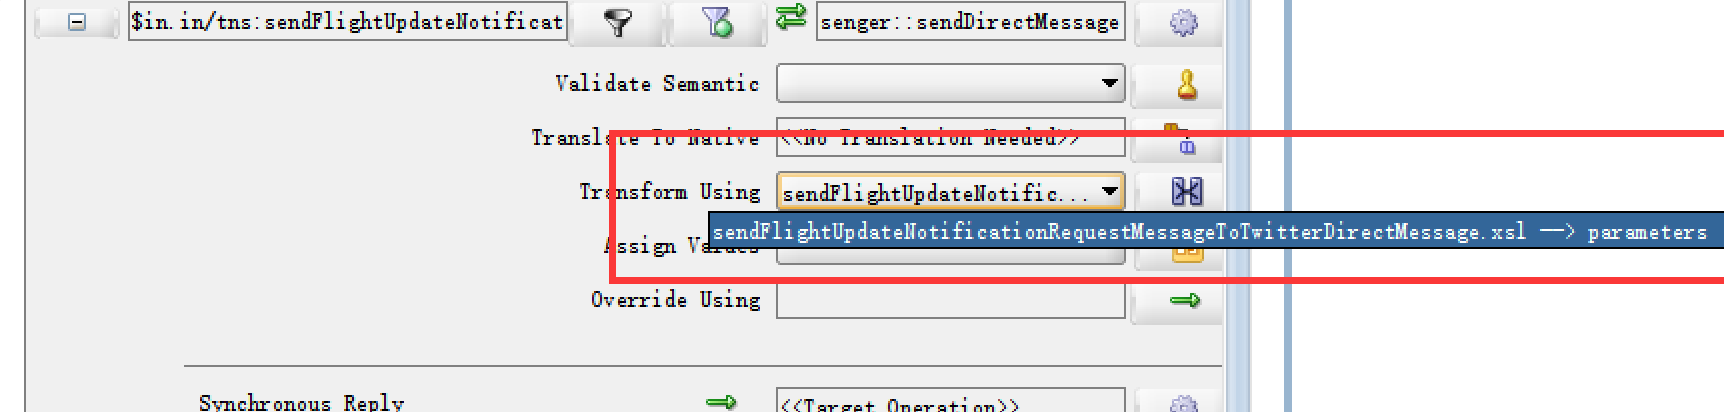 $in.in/tns:sendFlightUpdateNotificat senger::sendDirectMessage
Validate Semantic
Translate To Native <<No Translation Needed>>
Transform Using sendFlightUpdateNotific...
sendFlightUpdateNotificationRequestMessageToTwitterDirectMessage.xsl —> parameters
Assign Values
Override Using
Synchronous Reply <<Target Operation>>